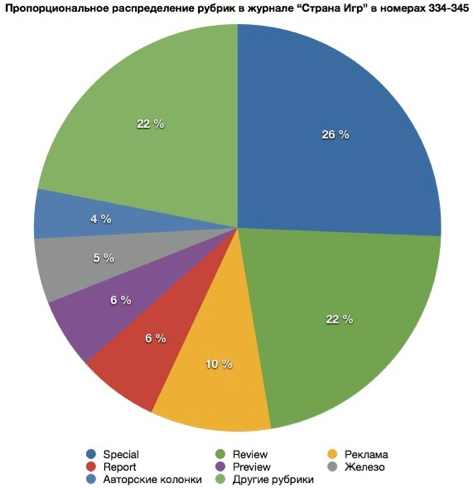 Пропорциональное распределение рубрик в журнале “Страна Игр” в номерах 334-345
22 %
26 %
4 %
5 %
6 %
22 %
6 %
10 %
Special Review Реклама
Report Preview Железо
Авторские колонки Другие рубрики